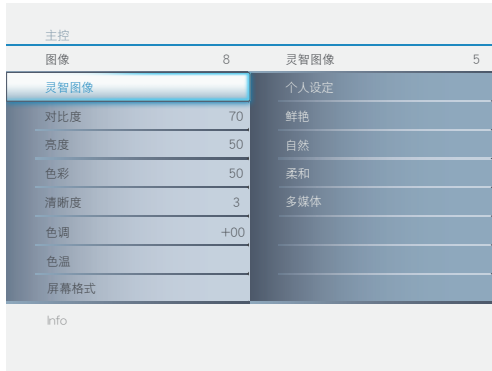 主控
图像 8 灵智图像 5
灵智图像 个人设定
对比度 70 鲜艳
亮度 50 自然
色彩 50 柔和
清晰度 3 多媒体
色调 +00
色温
屏幕格式
Info